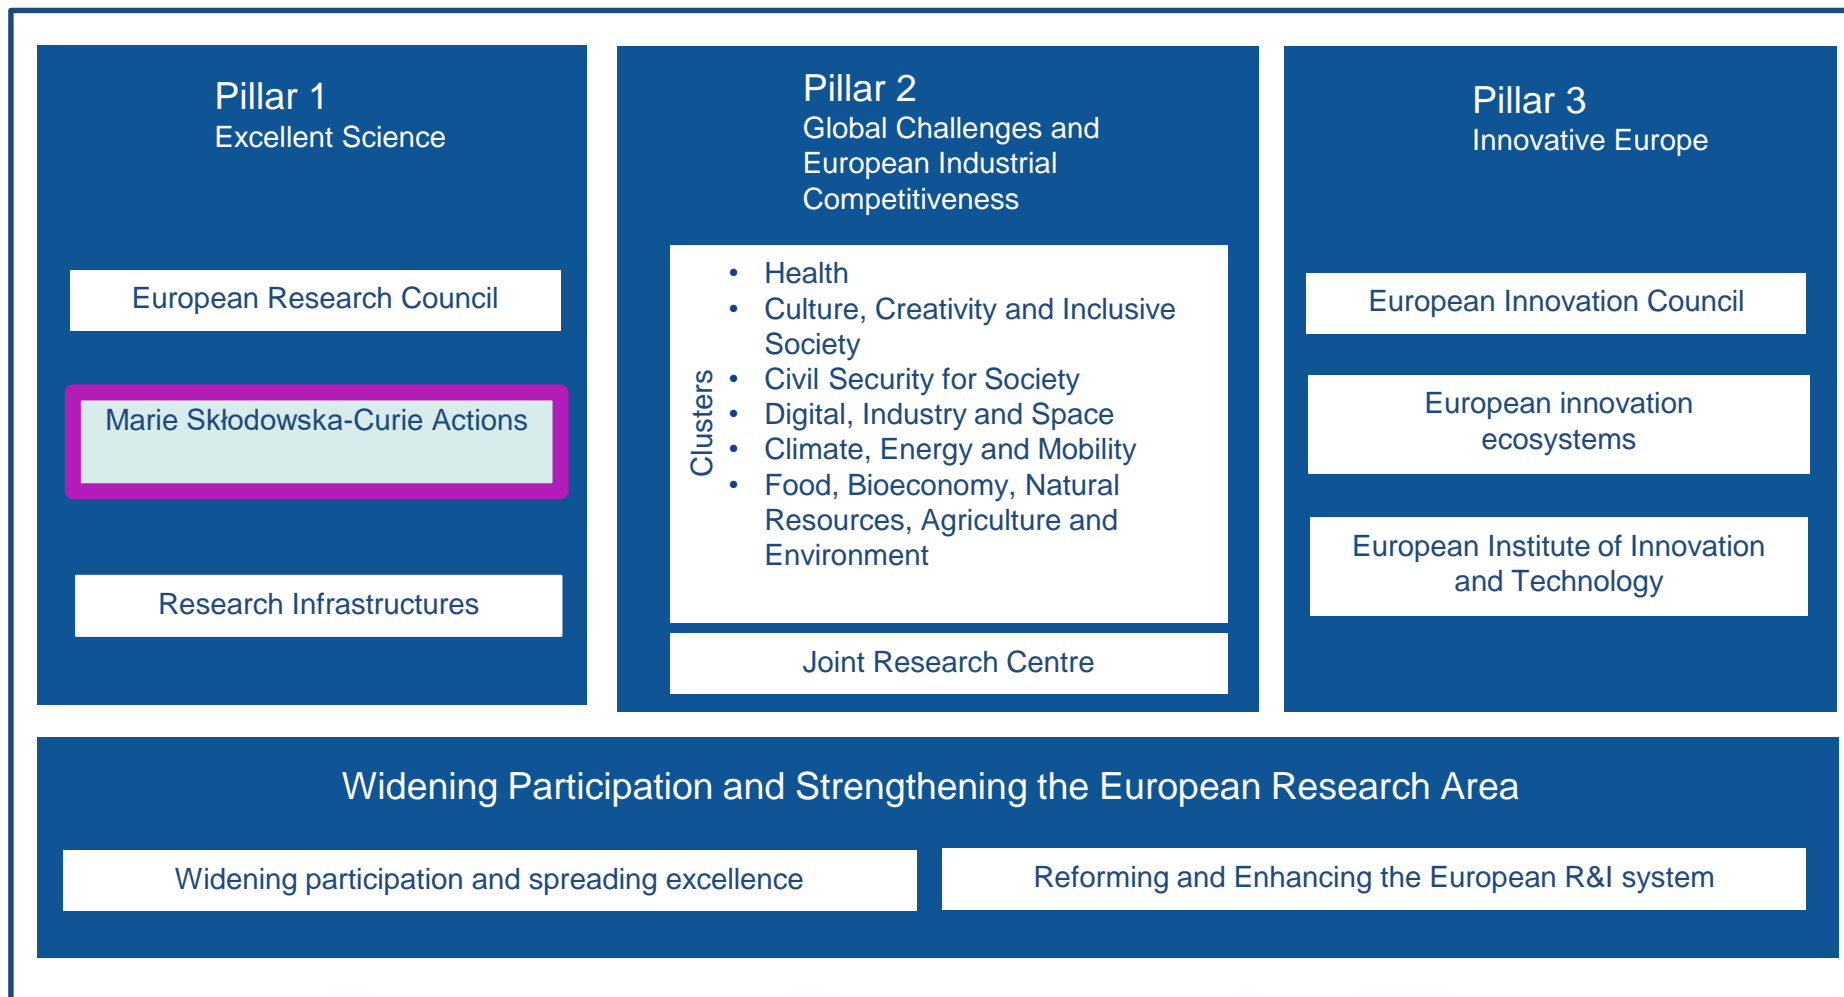 Pillar 1
Excellent Science
European Research Council
Marie Skłodowska-Curie Actions
Research Infrastructures
Pillar 2
Global Challenges and
European Industrial
Competitiveness
Clusters
• Health
• Culture, Creativity and Inclusive
Society
• Civil Security for Society
• Digital, Industry and Space
• Climate, Energy and Mobility
• Food, Bioeconomy, Natural
Resources, Agriculture and
Environment
Joint Research Centre
Pillar 3
Innovative Europe
European Innovation Council
European innovation
ecosystems
European Institute of Innovation
and Technology
Widening Participation and Strengthening the European Research Area
Widening participation and spreading excellence
Reforming and Enhancing the European R&I system